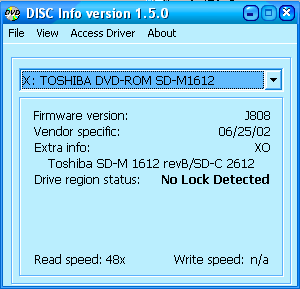 DVD
DISC Info version 1.5.0
File View Access Driver About
X: TOSHIBA DVD-ROM SD-M1612
Firmware version: J808
Vendor specific: 06/25/02
Extra info: XO
Toshiba SD-M 1612 revB/SD-C 2612
Drive region status: No Lock Detected
Read speed: 48x Write speed: n/a